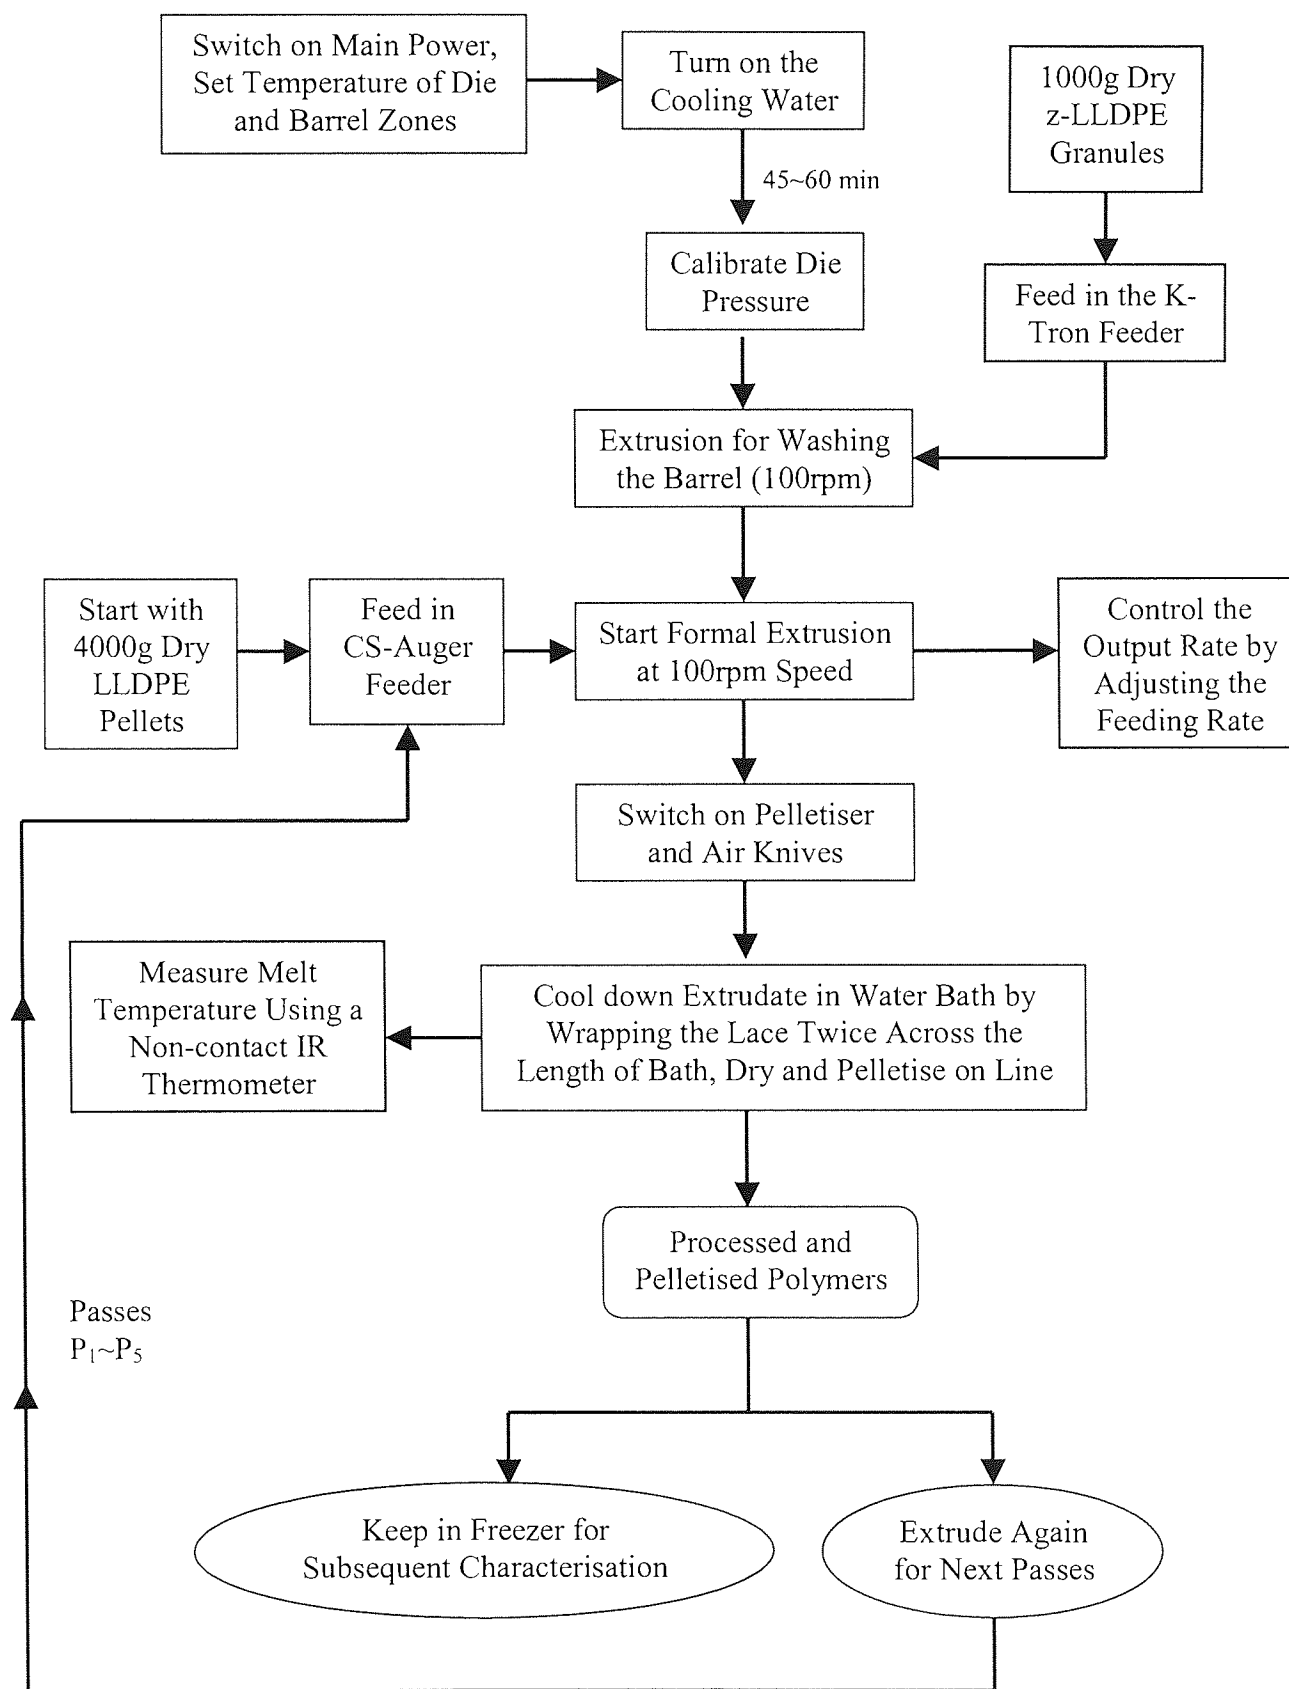 Switch on Main Power,
Set Temperature of Die
and Barrel Zones
Turn on the
Cooling Water
1000g Dry
z-LLDPE
Granules
45~60 min
Calibrate Die
Pressure
Feed in the K-
Tron Feeder
Extrusion for Washing
the Barrel (100rpm)
Start with
4000g Dry
LLDPE
Pellets
Feed in
CS-Auger
Feeder
Start Formal Extrusion
at 100rpm Speed
Control the
Output Rate by
Adjusting the
Feeding Rate
Switch on Pelletiser
and Air Knives
Measure Melt
Temperature Using a
Non-contact IR
Thermometer
Cool down Extrudate in Water Bath by
Wrapping the Lace Twice Across the
Length of Bath, Dry and Pelletise on Line
Processed and
Pelletised Polymers
Passes
P₁~P₅
Keep in Freezer for
Subsequent Characterisation
Extrude Again
for Next Passes